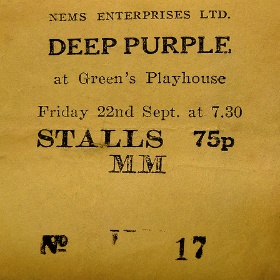 NEMS ENTERPRISES LTD.
DEEP PURPLE
at Green's Playhouse
Friday 22nd Sept. at 7.30
STALLS 75p
MM
No 17